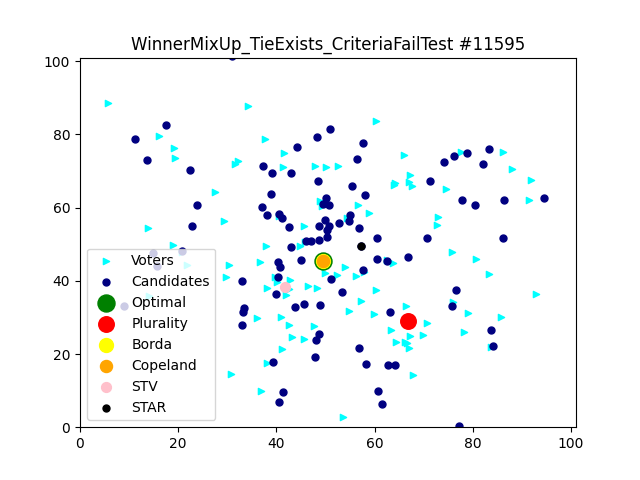 WinnerMixUp_TieExists_CriteriaFailTest #11595
100
80
60
40
20
0
Voters
Candidates
Optimal
Plurality
Borda
Copeland
STV
STAR
0 20 40 60 80 100